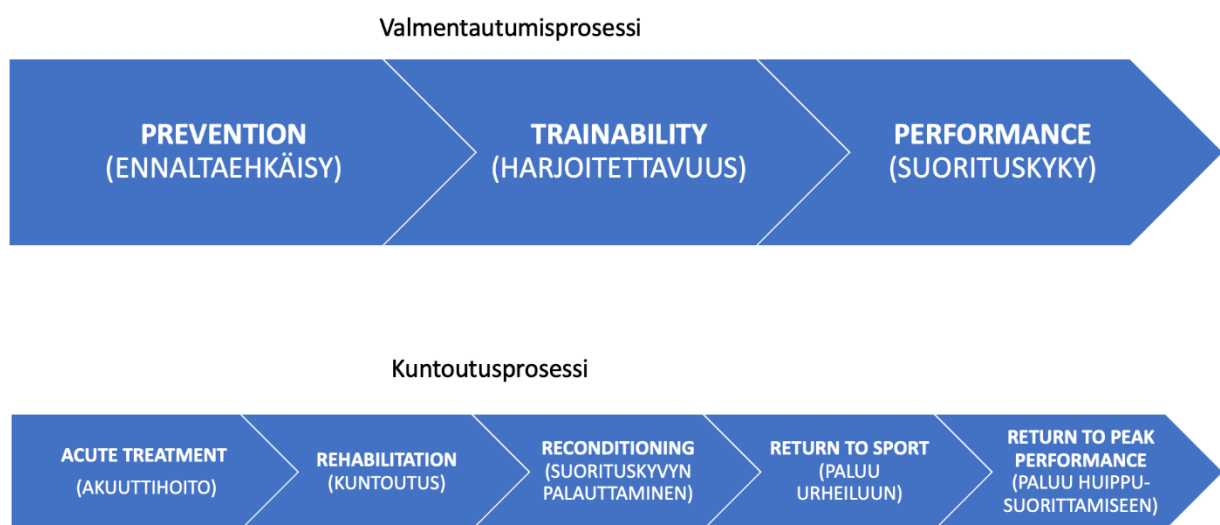 Valmentautumisprosessi
PREVENTION
(ENNALTAEHKÄISY)
TRAINABILITY
(HARJOITETTAVUUS)
PERFORMANCE
(SUORITUSKYKY)
Kuntoutusprosessi
ACUTE TREATMENT
(AKUUTTIHOITO)
REHABILITATION
(KUNTOUTUS)
RECONDITIONING
(SUORITUSKYVYN
PALAUTTAMINEN)
RETURN TO SPORT
(PALUU
URHEILUUN)
RETURN TO PEAK
PERFORMANCE
(PALUU HUIPPU-
SUORITTAMISEEN)